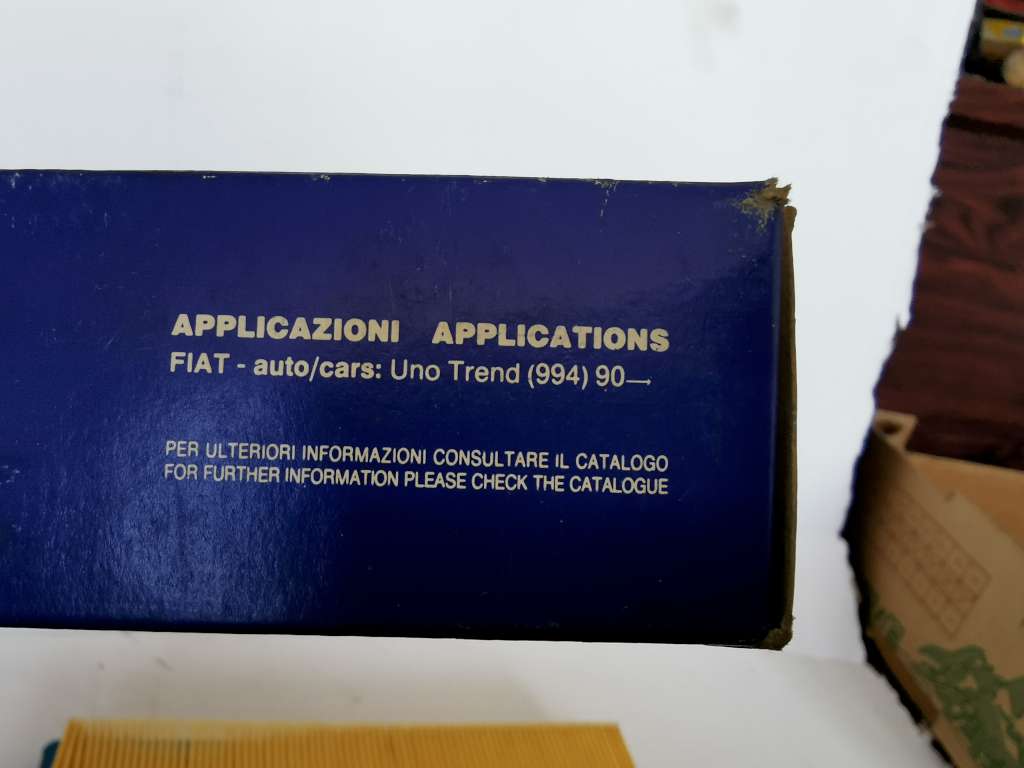 APPLICAZIONI APPLICATIONS
FIAT - auto/cars: Uno Trend (994) 90→
PER ULTERIORI INFORMAZIONI CONSULTARE IL CATALOGO
FOR FURTHER INFORMATION PLEASE CHECK THE CATALOGUE